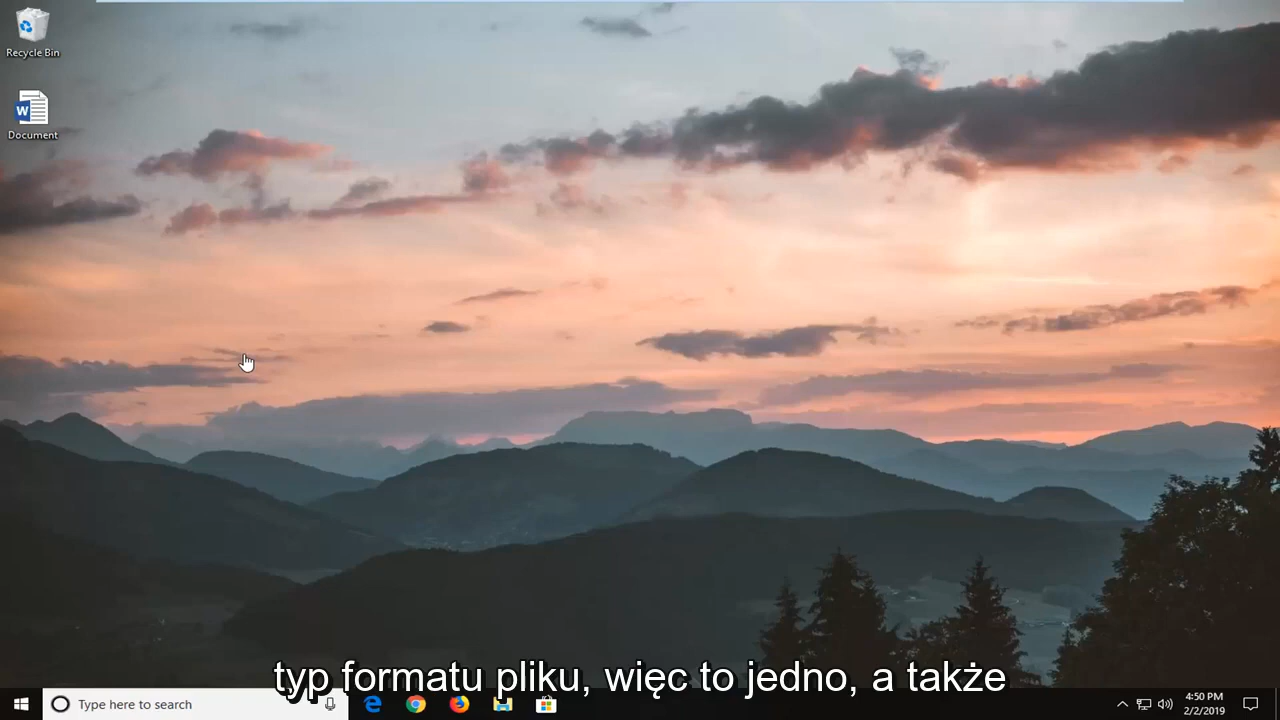 Recycle Bin
W
Document
typ formatu pliku, więc to jedno, a także
Type here to search
4:50 PM
2/2/2019